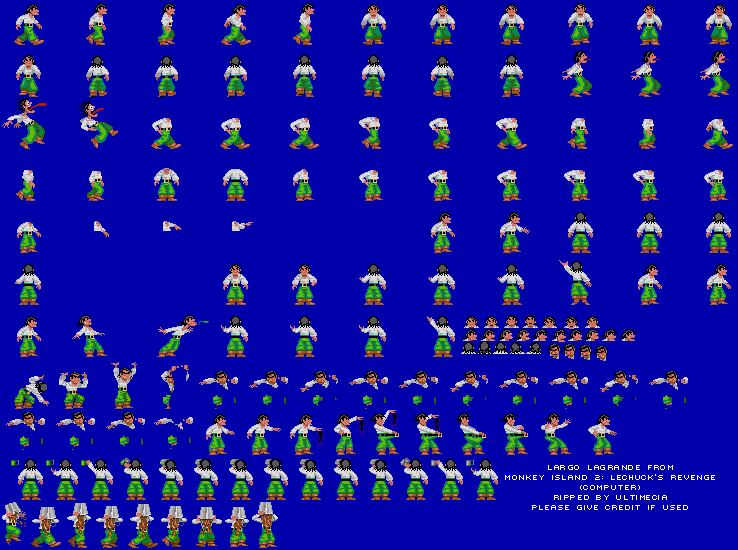 LARGO LAGRANDE FROM
MONKEY ISLAND 2: LECHUCK'S REVENGE
(COMPUTER)
RIPPED BY ULTIMECIA
PLEASE GIVE CREDIT IF USED